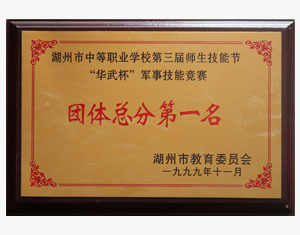 湖州市中等职业学校第三届师生技能节
“华武杯”军事技能竞赛
团体总分第一名
湖州市教育委员会
一九九九年十一月